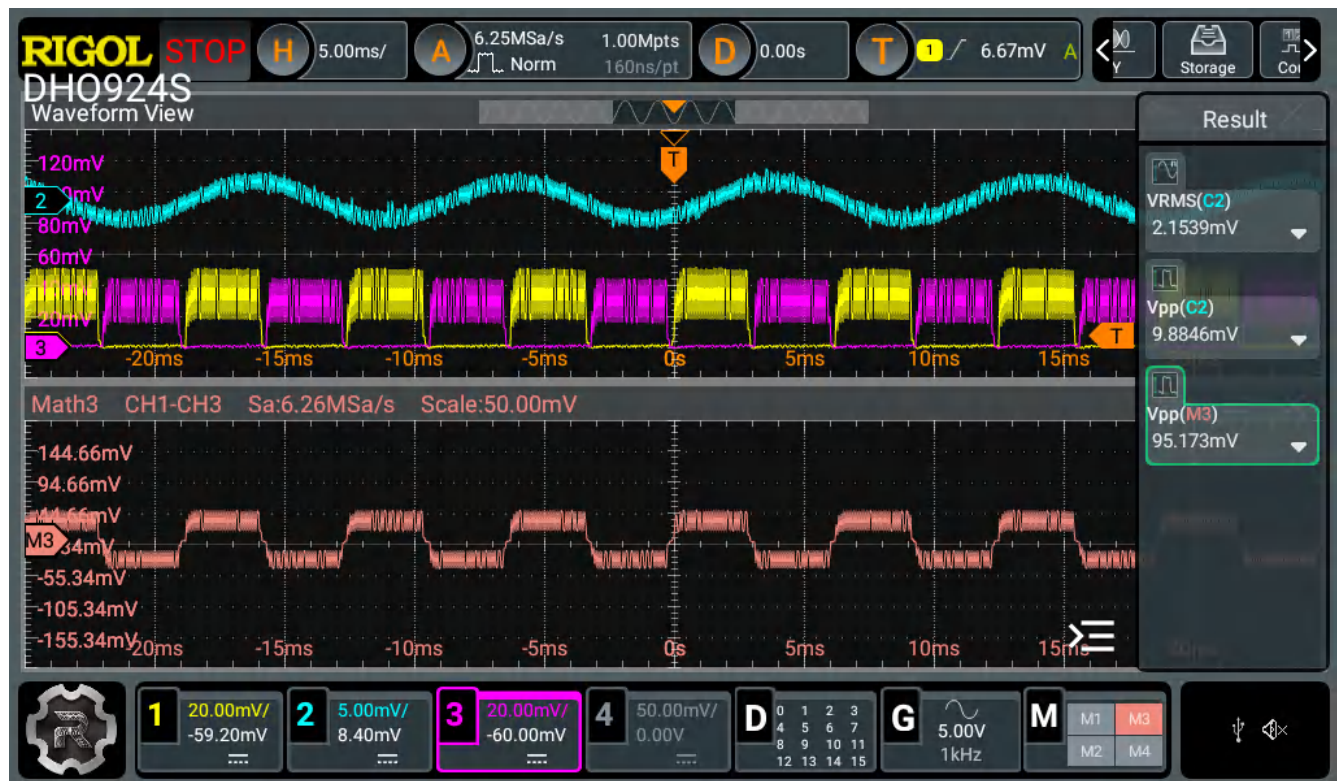 RIGOL STOP H 5.00ms/ A 6.25MSa/s 1.00Mpts D 0.00s T 1 6.67mV A
Norm 160ns/pt Y Storage
DHO924S
Waveform View
Result
T
120mV
2
80mV
60mV
20mV
3
T
-20ms -15ms -10ms -5ms 0s 5ms 10ms 15ms
VRMS(C2)
2.1539mV
Vpp(C2)
9.8846mV
Vpp(M3)
95.173mV
Math3 CH1-CH3 Sa:6.26MSa/s Scale:50.00mV
144.66mV
94.66mV
M3
-55.34mV
-105.34mV
-155.34mV
-15ms -10ms -5ms 0s 5ms 10ms
1 20.00mV/ 2 5.00mV/ 3 20.00mV/ 4 50.00mV/ D 0 1 2 3 G M M1 M3
-59.20mV 8.40mV -60.00mV 0.00V 4 5 6 7 5.00V M2 M4
8 9 10 11 1kHz
12 13 14 15
R